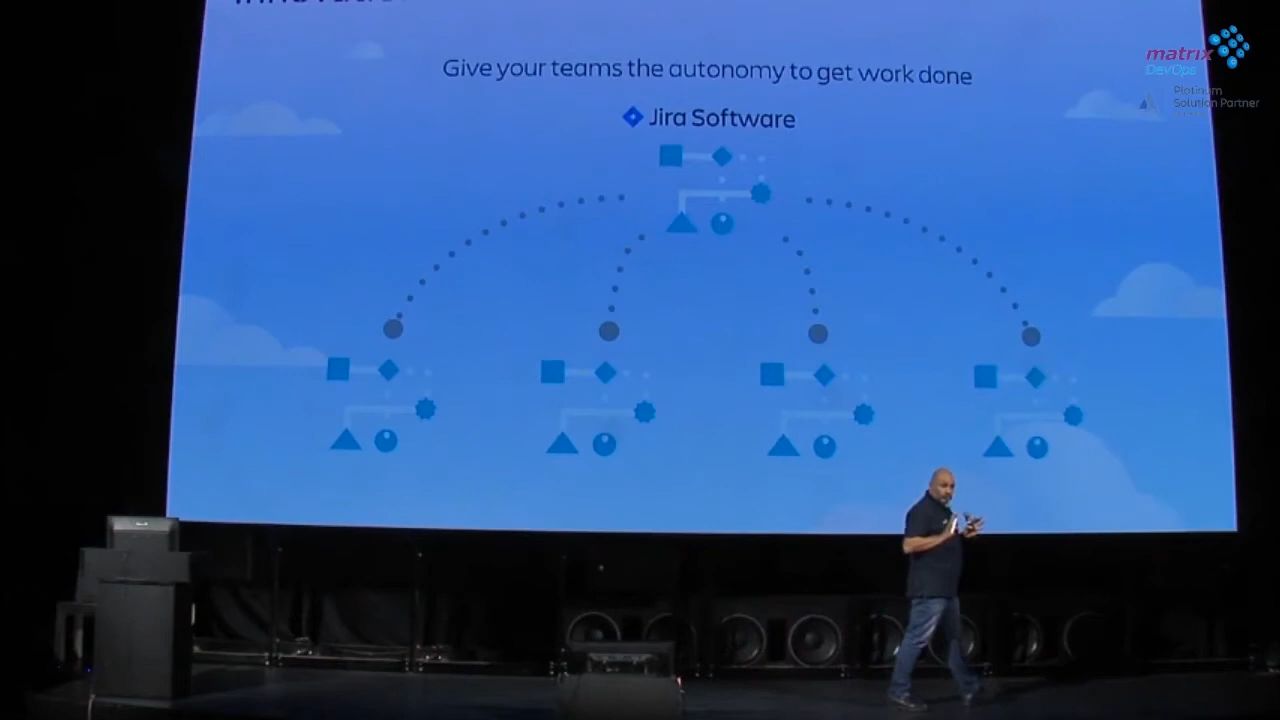 Give your teams the autonomy to get work done
Jira Software
matrix
DevOps
Platinum
Solution Partner